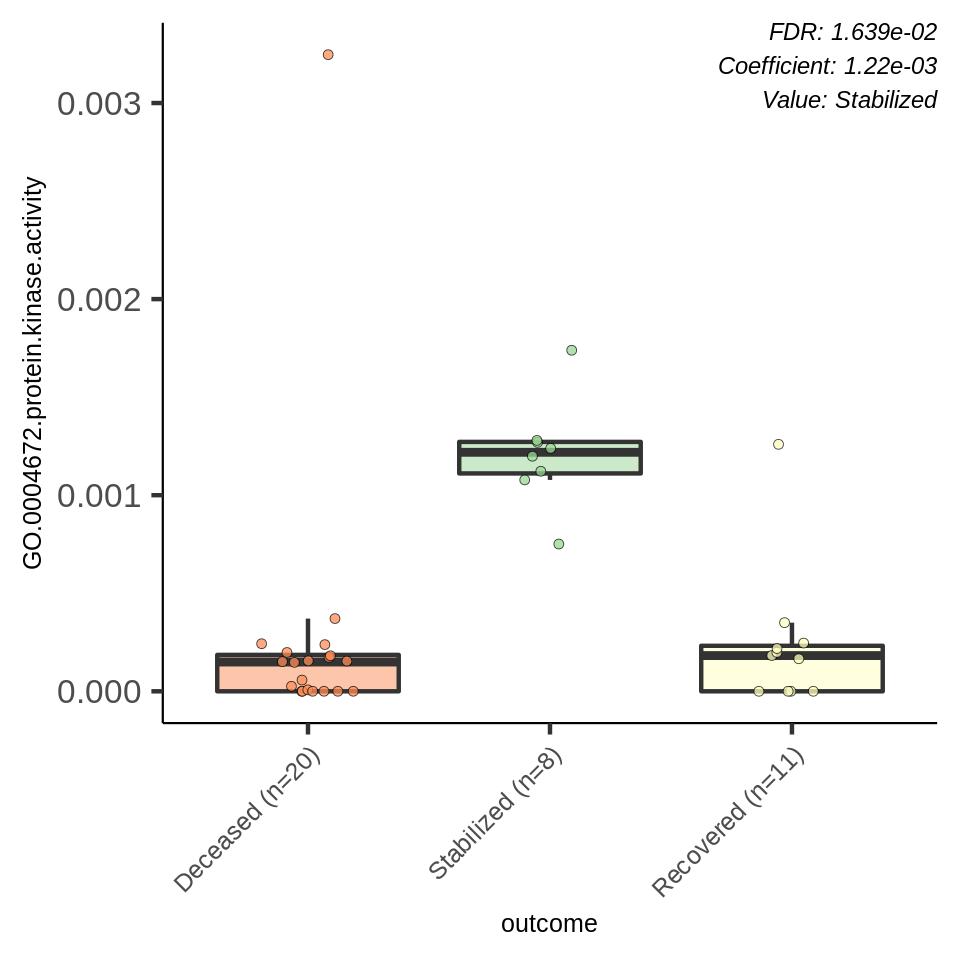 FDR: 1.639e-02
Coefficient: 1.22e-03
Value: Stabilized
GO.0004672.protein.kinase.activity
0.003
0.002
0.001
0.000
Deceased (n=20)
Stabilized (n=8)
Recovered (n=11)
outcome